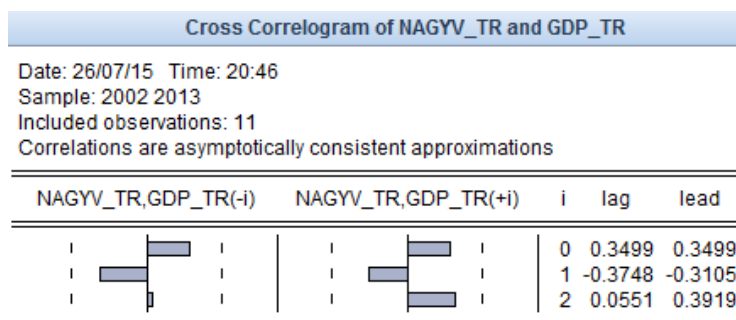 Cross Correlogram of NAGYV_TR and GDP_TR
Date: 26/07/15 Time: 20:46
Sample: 2002 2013
Included observations: 11
Correlations are asymptotically consistent approximations
NAGYV_TR,GDP_TR(-i) NAGYV_TR,GDP_TR(+i) i lag lead
0 0.3499 0.3499
1 -0.3748 -0.3105
2 0.0551 0.3919